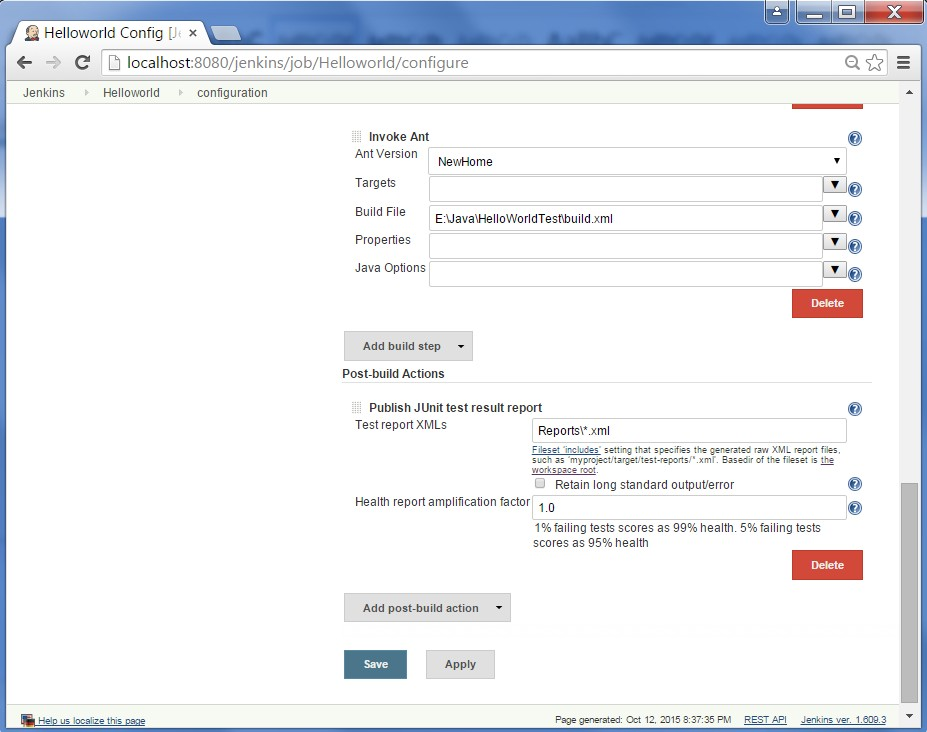 Helloworld Config [Je
localhost:8080/jenkins/job/Helloworld/configure
Jenkins Helloworld configuration
Invoke Ant
Ant Version NewHome
Targets
Build File E:\Java\HelloWorldTest\build.xml
Properties
Java Options
Delete
Add build step
Post-build Actions
Publish JUnit test result report
Test report XMLs Reports\*.xml
Fileset 'includes' setting that specifies the generated raw XML report files,
such as 'myproject/target/test-reports/*.xml'. Basedir of the fileset is the
workspace root.
Retain long standard output/error
Health report amplification factor 1.0
1% failing tests scores as 99% health. 5% failing tests
scores as 95% health
Delete
Add post-build action
Save Apply
Help us localize this page Page generated: Oct 12, 2015 8:37:35 PM REST API Jenkins ver. 1.609.3